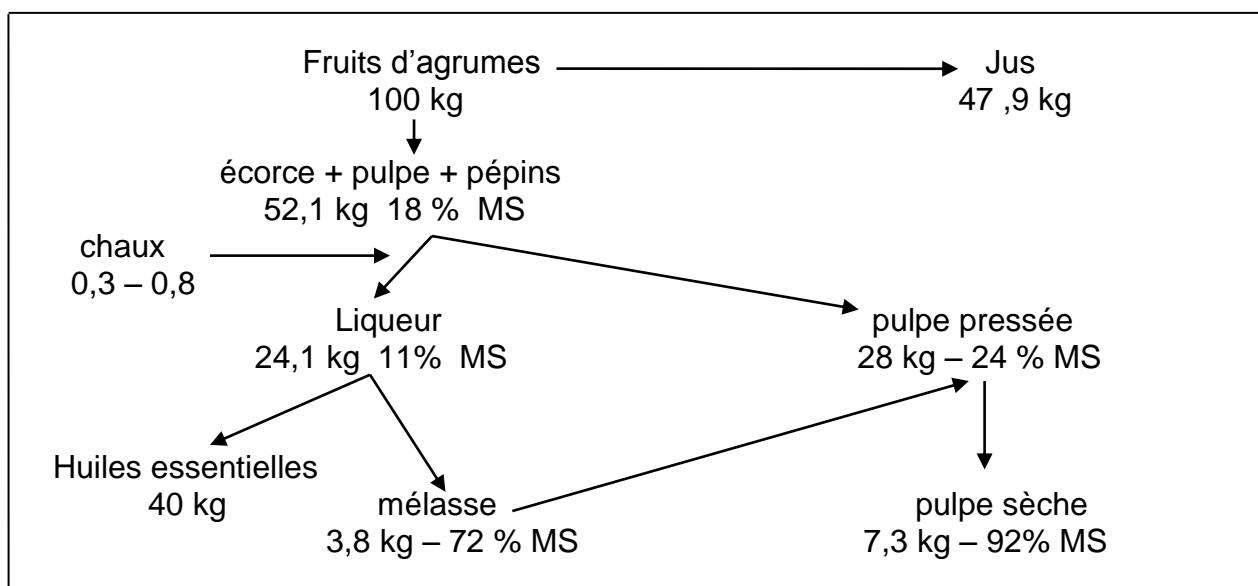 Fruits d’agrumes
100 kg
Jus
47 ,9 kg
écorce + pulpe + pépins
52,1 kg 18 % MS
chaux
0,3 – 0,8
Liqueur
24,1 kg 11% MS
pulpe pressée
28 kg – 24 % MS
Huiles essentielles
40 kg
mélasse
3,8 kg – 72 % MS
pulpe sèche
7,3 kg – 92% MS